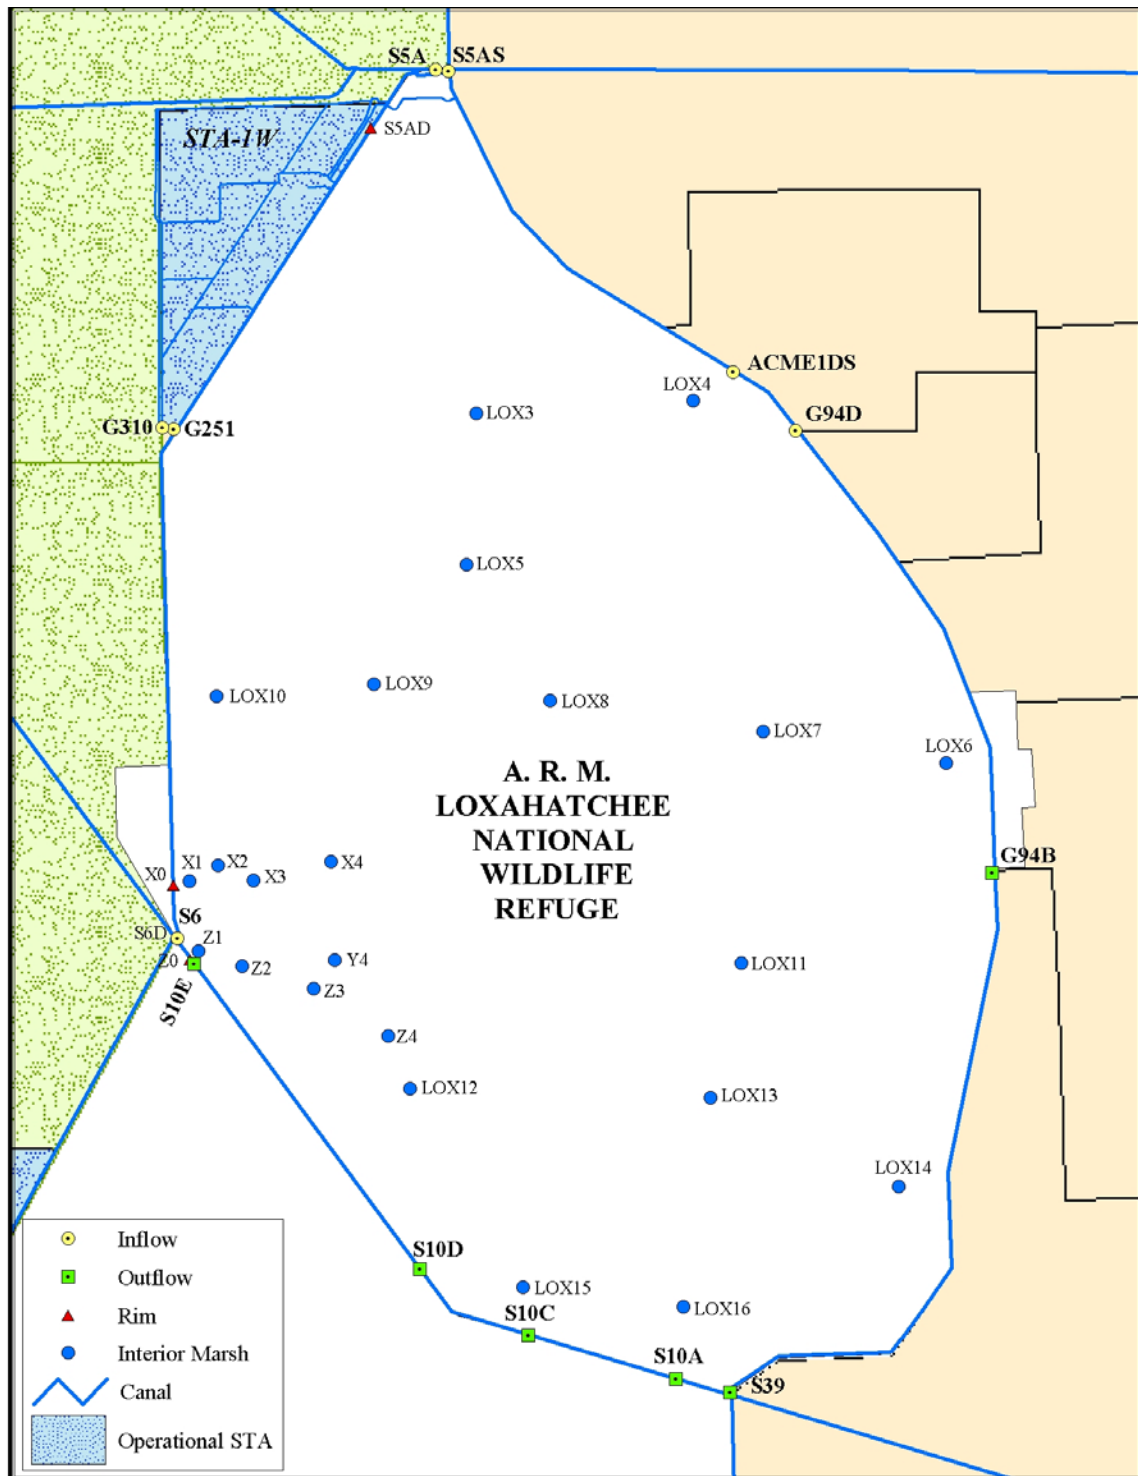 S5A
S5AS
STA-1W
S5AD
ACME1DS
LOX4
LOX3
G94D
G310
G251
LOX5
LOX9
LOX10
LOX8
LOX7
LOX6
A. R. M.
LOXAHATCHEE
NATIONAL
WILDLIFE
REFUGE
G94B
X0
X1
X2
X3
X4
S6
S6D
Z1
Z0
Z2
Y4
Z3
S10E
LOX11
Z4
LOX12
LOX13
LOX14
S10D
LOX15
LOX16
S10C
S10A
S39
Inflow
Outflow
Rim
Interior Marsh
Canal
Operational STA